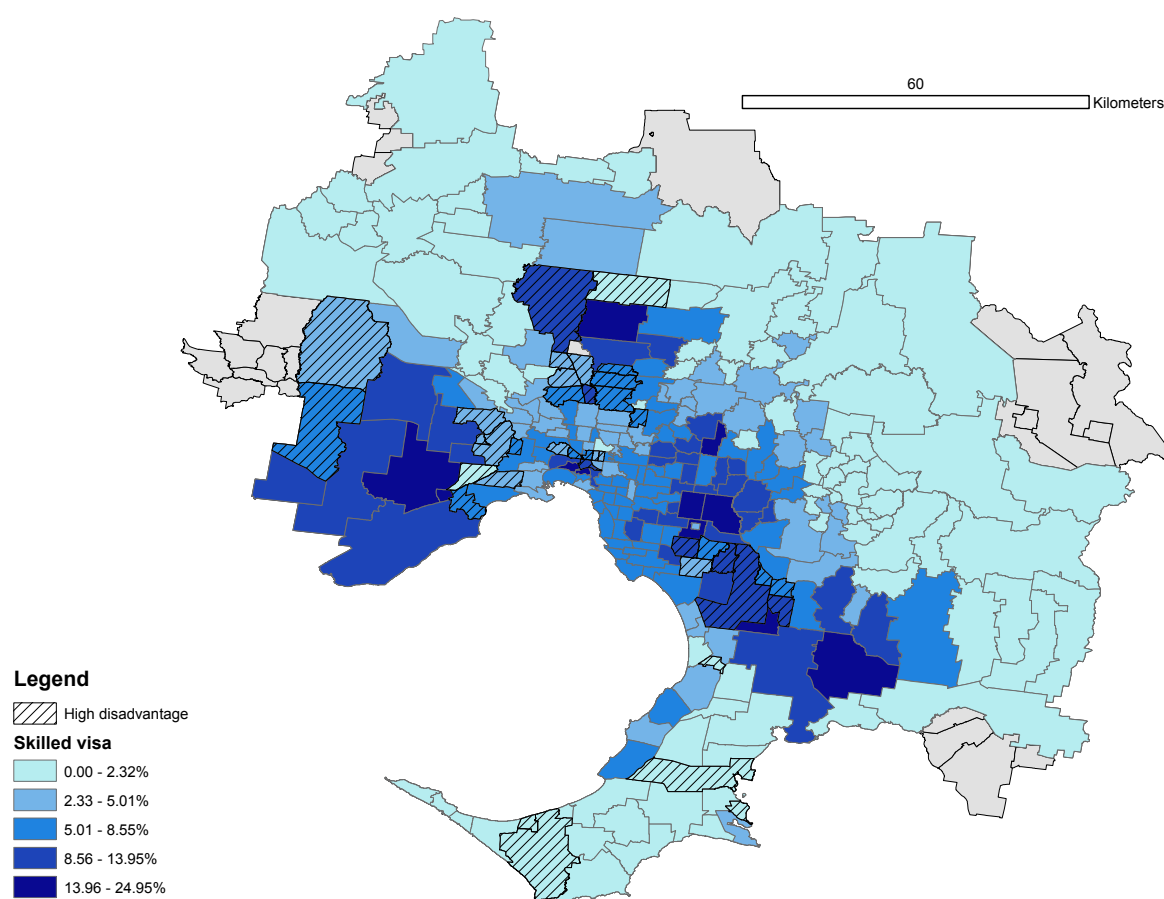 60
Kilometers
Legend
High disadvantage
Skilled visa
0.00 - 2.32%
2.33 - 5.01%
5.01 - 8.55%
8.56 - 13.95%
13.96 - 24.95%